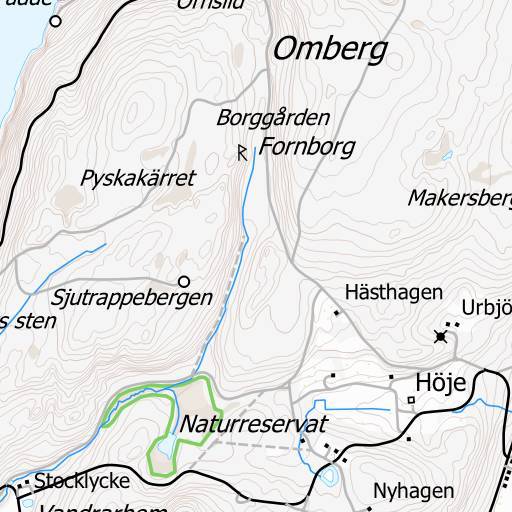 Omberg
Borggården
Fornborg
Pyskakärret
Makersberg
Sjutrappebergen
s sten
Hästhagen
Urbjö
Höje
Naturreservat
Stocklycke
Nyhagen